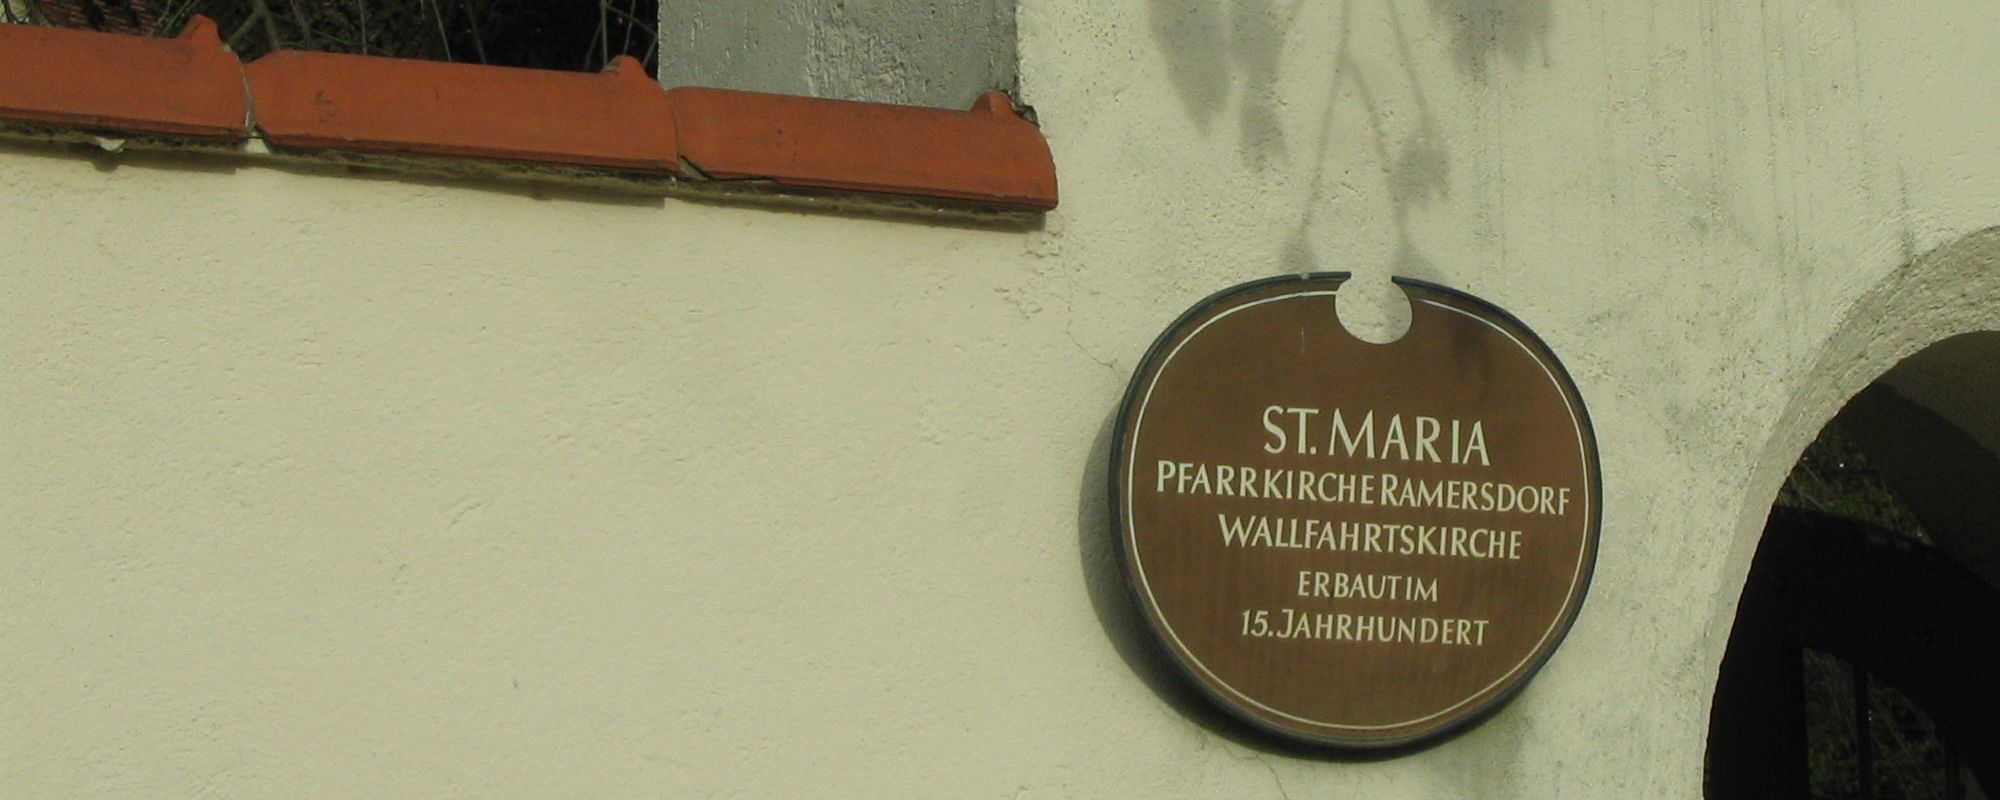 ST. MARIA
PFARRKIRCHE RAMERSDORF
WALLFAHRTSKIRCHE
ERBAUT IM
15. JAHRHUNDERT